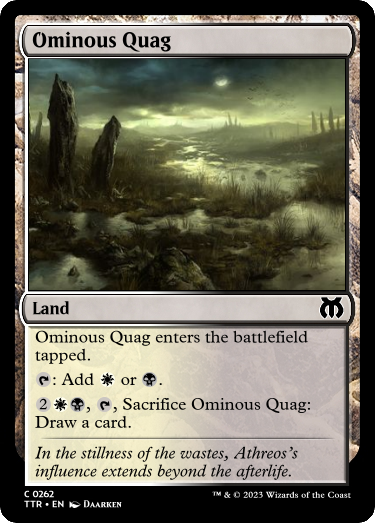 Ominous Quag
Land
Ominous Quag enters the battlefield
tapped.
: Add or .
2 , , Sacrifice Ominous Quag:
Draw a card.
In the stillness of the wastes, Athreos's
influence extends beyond the afterlife.
C 0262
TTR • EN Daarken
™ & © 2023 Wizards of the Coast